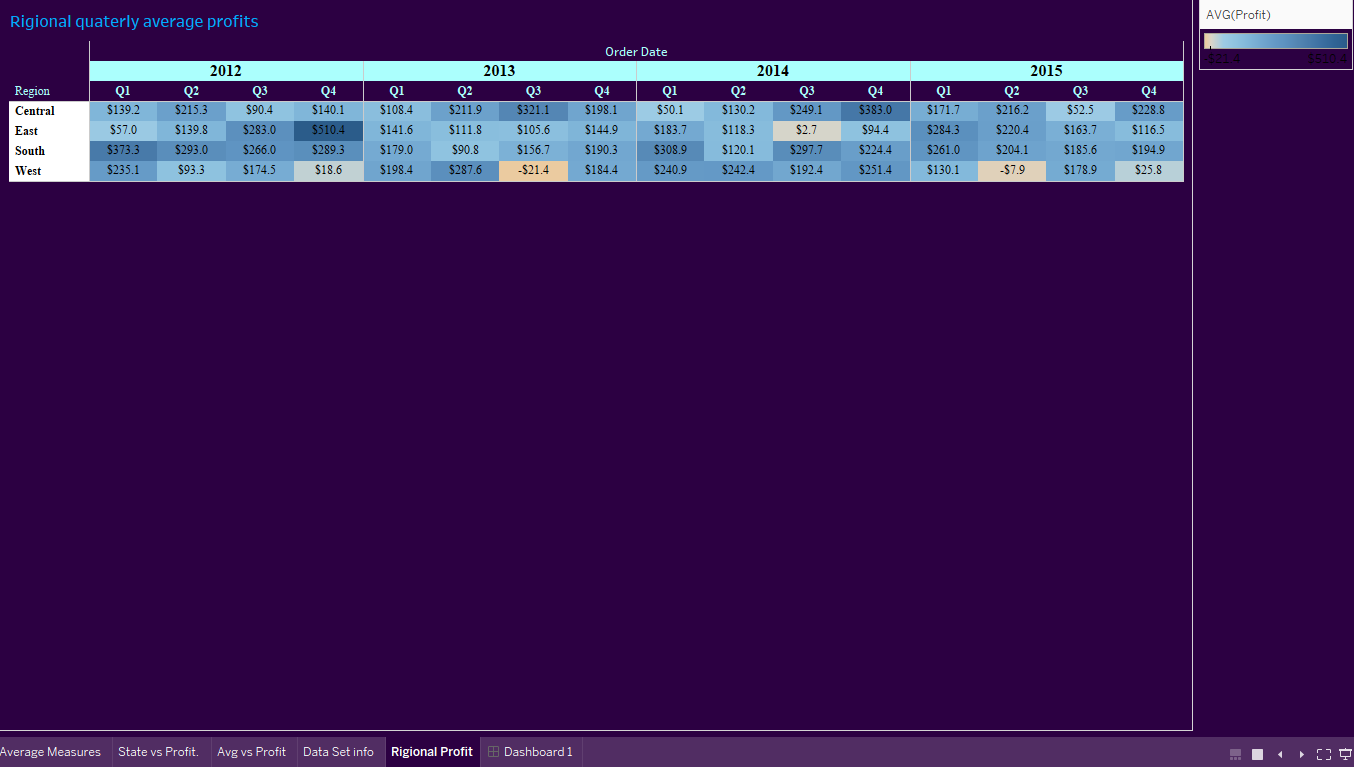 Rigional quaterly average profits
AVG(Profit)
-$21.4 $510.4
Order Date
2012 2013 2014 2015
Region Q1 Q2 Q3 Q4 Q1 Q2 Q3 Q4 Q1 Q2 Q3 Q4 Q1 Q2 Q3 Q4
Central $139.2 $215.3 $90.4 $140.1 $108.4 $211.9 $321.1 $198.1 $50.1 $130.2 $249.1 $383.0 $171.7 $216.2 $52.5 $228.8
East $57.0 $139.8 $283.0 $510.4 $141.6 $111.8 $105.6 $144.9 $183.7 $118.3 $2.7 $94.4 $284.3 $220.4 $163.7 $116.5
South $373.3 $293.0 $266.0 $289.3 $179.0 $90.8 $156.7 $190.3 $308.9 $120.1 $297.7 $224.4 $261.0 $204.1 $185.6 $194.9
West $235.1 $93.3 $174.5 $18.6 $198.4 $287.6 -$21.4 $184.4 $240.9 $242.4 $192.4 $251.4 $130.1 -$7.9 $178.9 $25.8
Average Measures State vs Profit. Avg vs Profit Data Set info Rigional Profit Dashboard 1